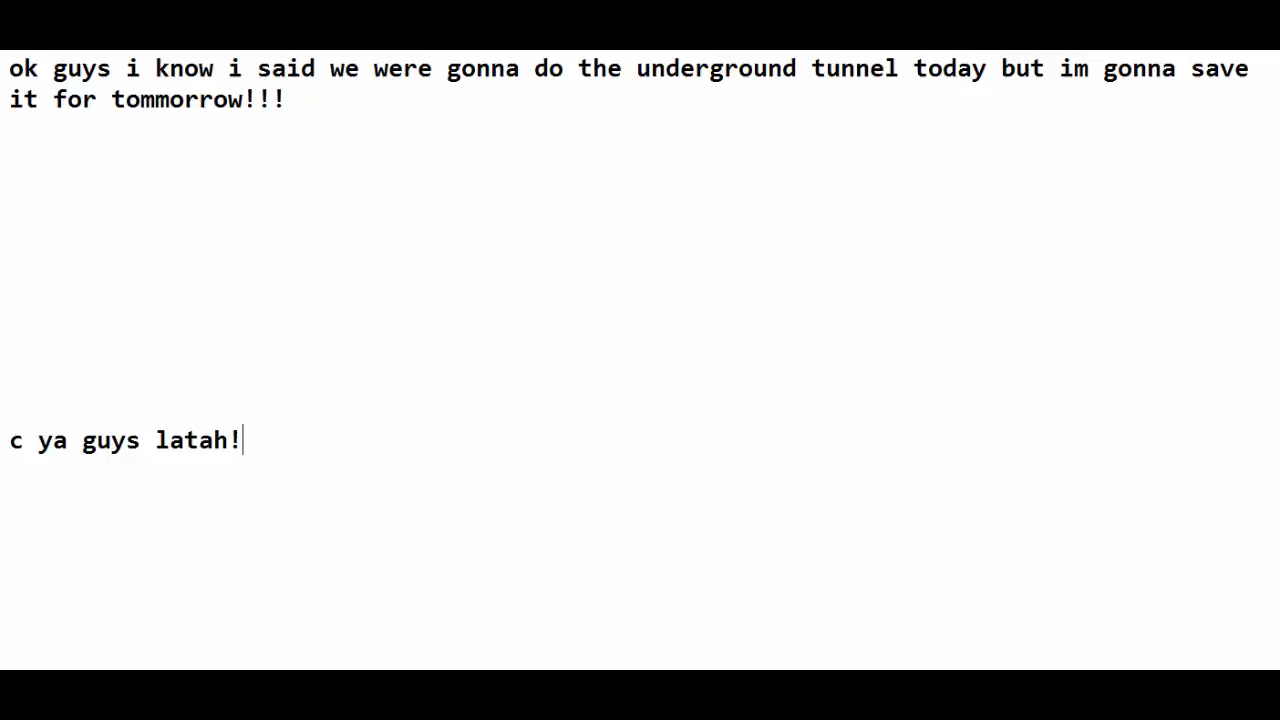 ok guys i know i said we were gonna do the underground tunnel today but im gonna save
it for tommorrow!!!
c ya guys latah!